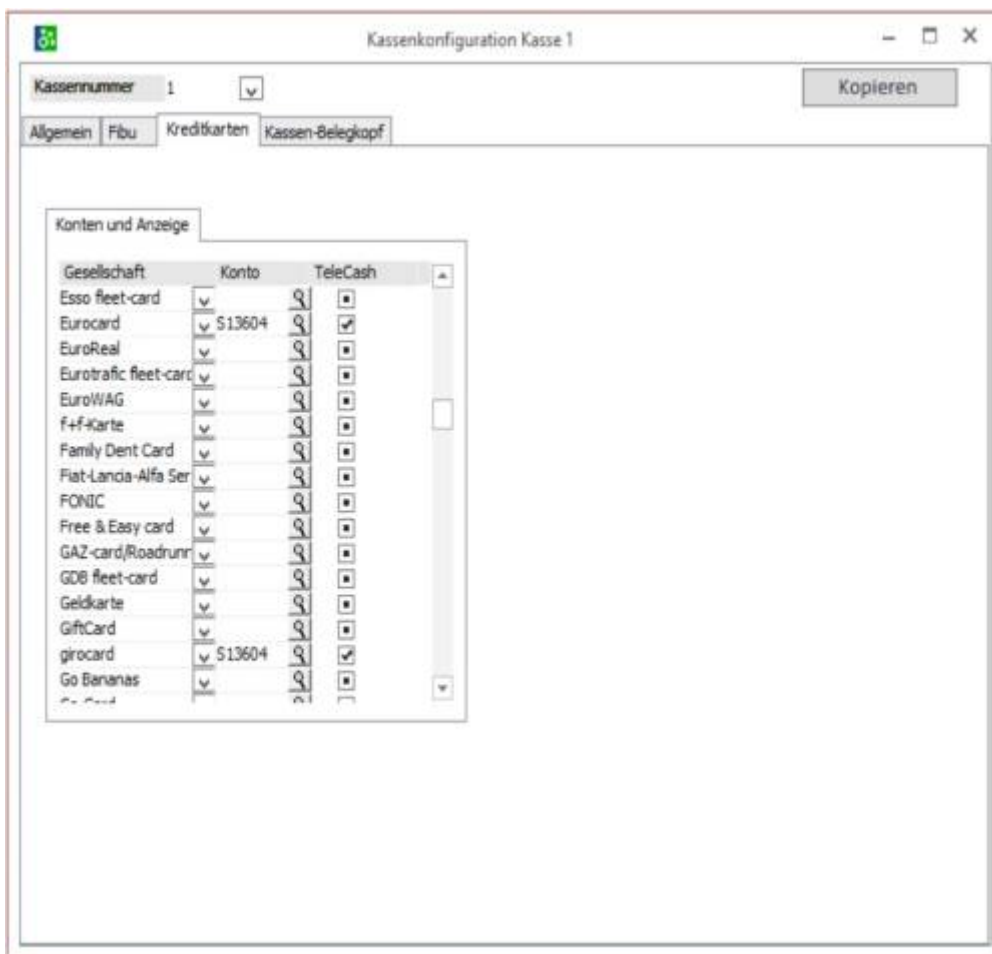 Kassenkonfiguration Kasse 1
Kassennummer 1
Kopieren
Allgemein Fibu Kreditkarten Kassen-Belegkopf
Konten und Anzeige
Gesellschaft Konto TeleCash
Esso fleet-card
Eurocard S13604
EuroReal
Eurotrafic fleet-card
EuroWAG
f+f-Karte
Family Dent Card
Fiat-Lancia-Alfa Ser
FONIC
Free & Easy card
GAZ-card/Roadrunr
GDB fleet-card
Geldkarte
GiftCard
girocard S13604
Go Bananas